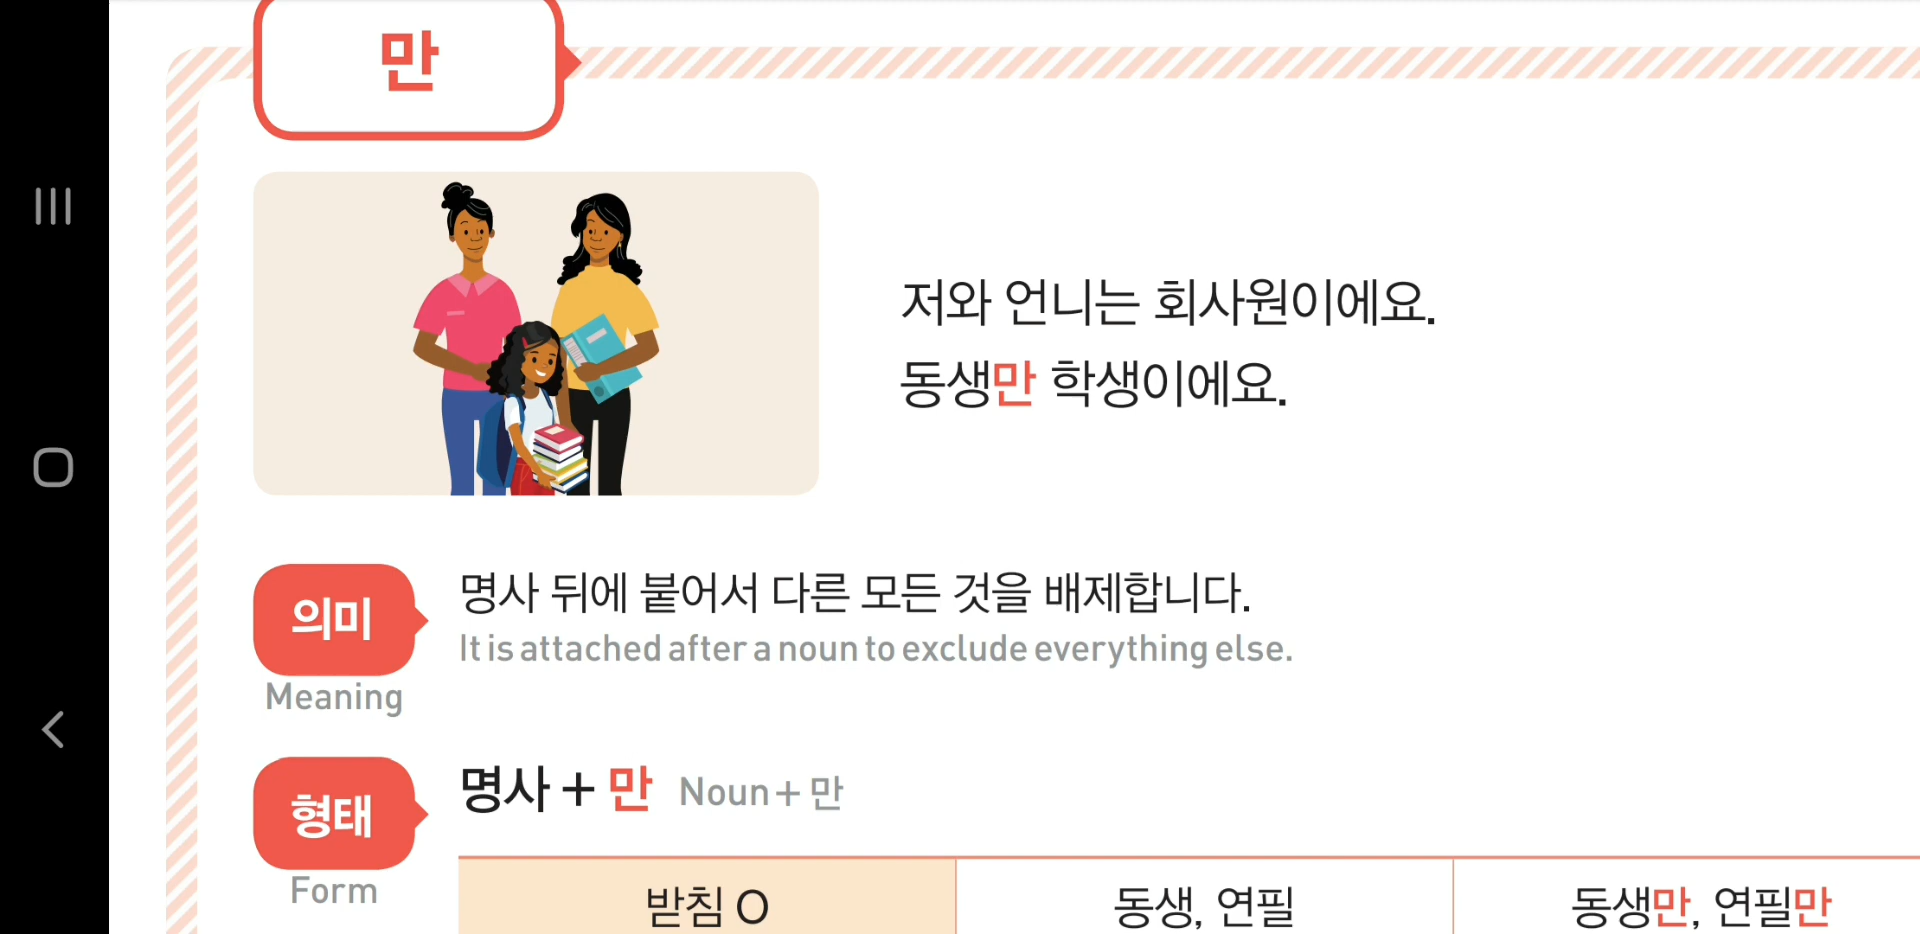 만
저와 언니는 회사원이에요.
동생만 학생이에요.
의미
Meaning
명사 뒤에 붙어서 다른 모든 것을 배제합니다.
It is attached after a noun to exclude everything else.
형태
Form
명사 + 만 Noun + 만
받침 O 동생, 연필 동생만, 연필만